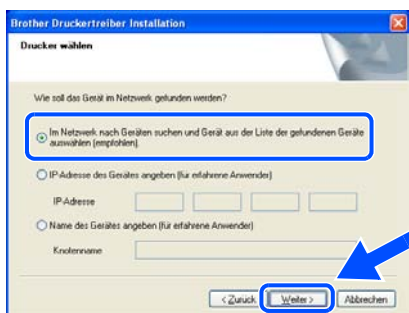 Brother Druckertreiber Installation
Drucker wählen
Wie soll das Gerät im Netzwerk gefunden werden?
Im Netzwerk nach Geräten suchen und Gerät aus der Liste der gefundenen Geräte
auswählen (empfohlen).
IP-Adresse des Gerätes angeben (für erfahrene Anwender)
IP-Adresse
Name des Gerätes angeben (für erfahrene Anwender)
Knotenname
< Zurück
Weiter >
Abbrechen